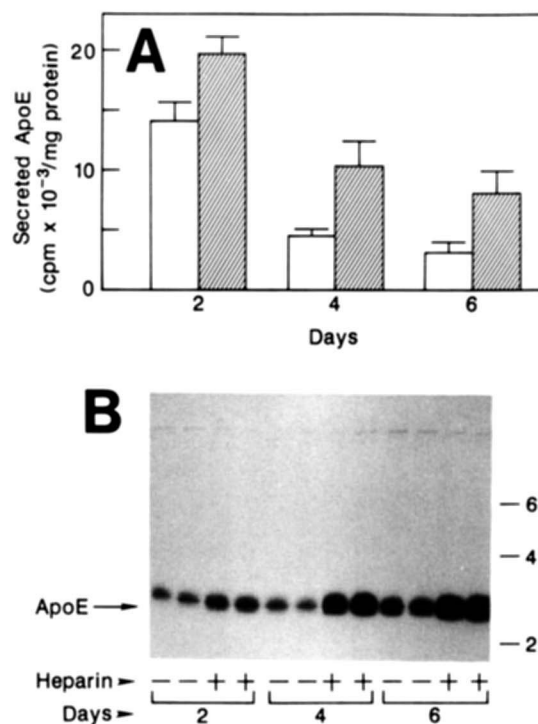 A
Secreted ApoE
(cpm x 10⁻³/mg protein)
20
10
0
2 4 6
Days
B
6
4
ApoE
2
Heparin – – + + – – + + – – + +
Days 2 4 6